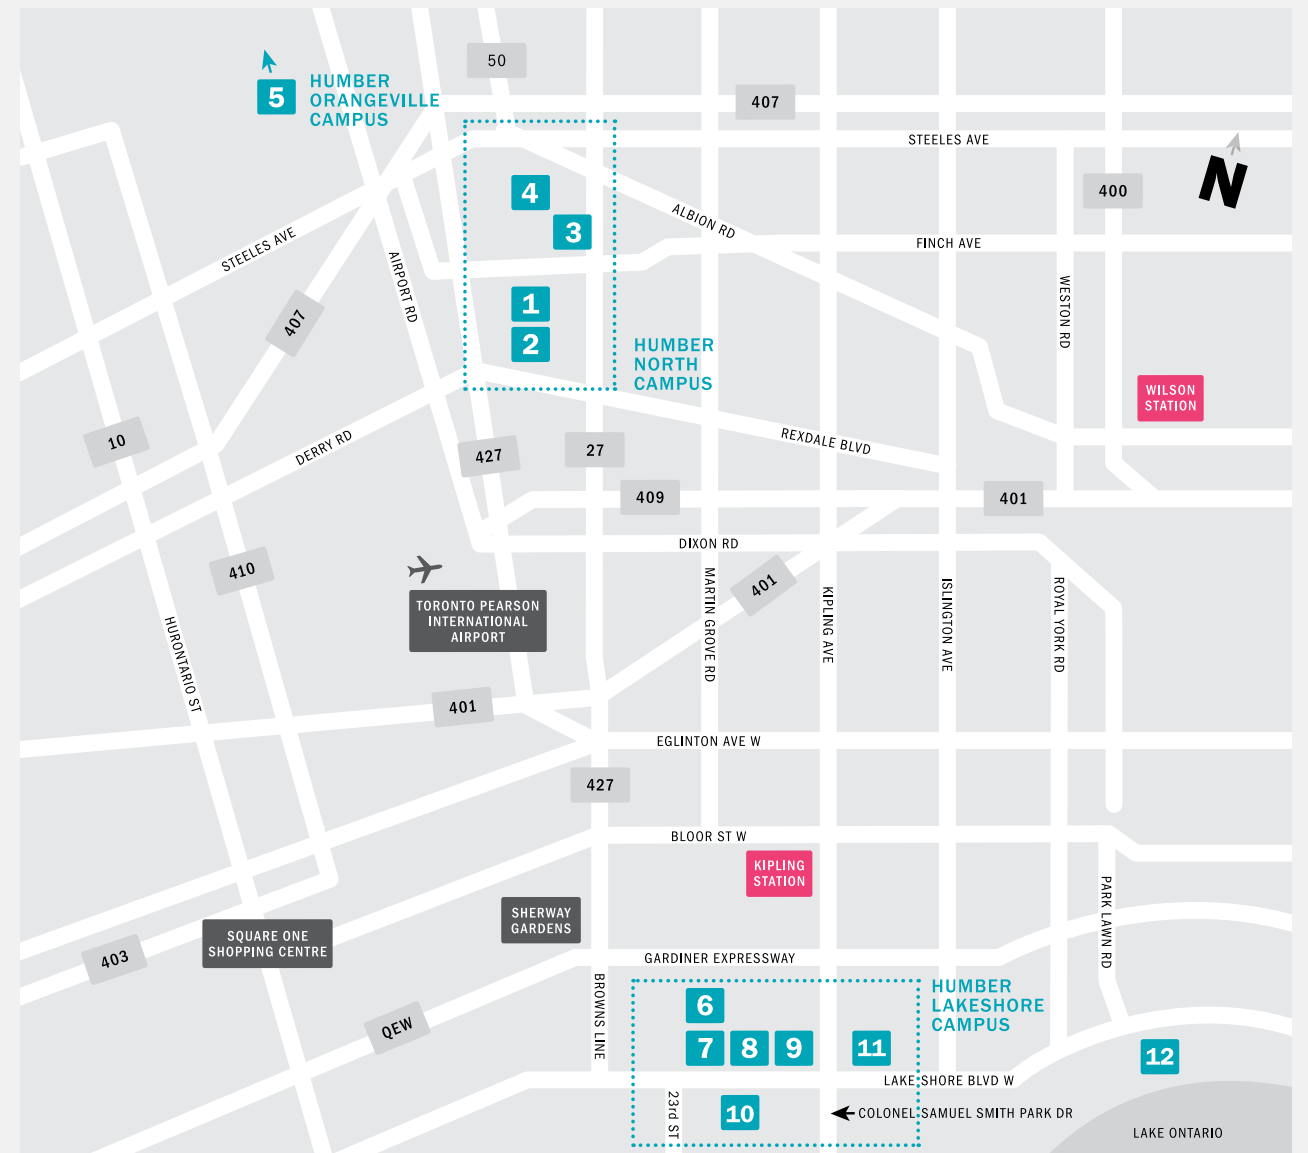 50
5
HUMBER
ORANGEVILLE
CAMPUS
407
STEELES AVE
N
400
4
3
ALBION RD
FINCH AVE
STEELES AVE
AIRPORT RD
407
WESTON RD
1
2
HUMBER
NORTH
CAMPUS
WILSON
STATION
10
DERRY RD
427
27
REXDALE BLVD
409
401
DIXON RD
410
401
TORONTO PEARSON
INTERNATIONAL
AIRPORT
MARTIN GROVE RD
KIPLING AVE
ISLINGTON AVE
ROYAL YORK RD
HURONTARIO ST
401
EGLINTON AVE W
427
BLOOR ST W
KIPLING
STATION
SHERWAY
GARDENS
PARK LAWN RD
SQUARE ONE
SHOPPING CENTRE
403
GARDINER EXPRESSWAY
QEW
BROWNS LINE
6
7
8
9
11
HUMBER
LAKESHORE
CAMPUS
12
LAKE SHORE BLVD W
23rd ST
10
COLONEL SAMUEL SMITH PARK DR
LAKE ONTARIO